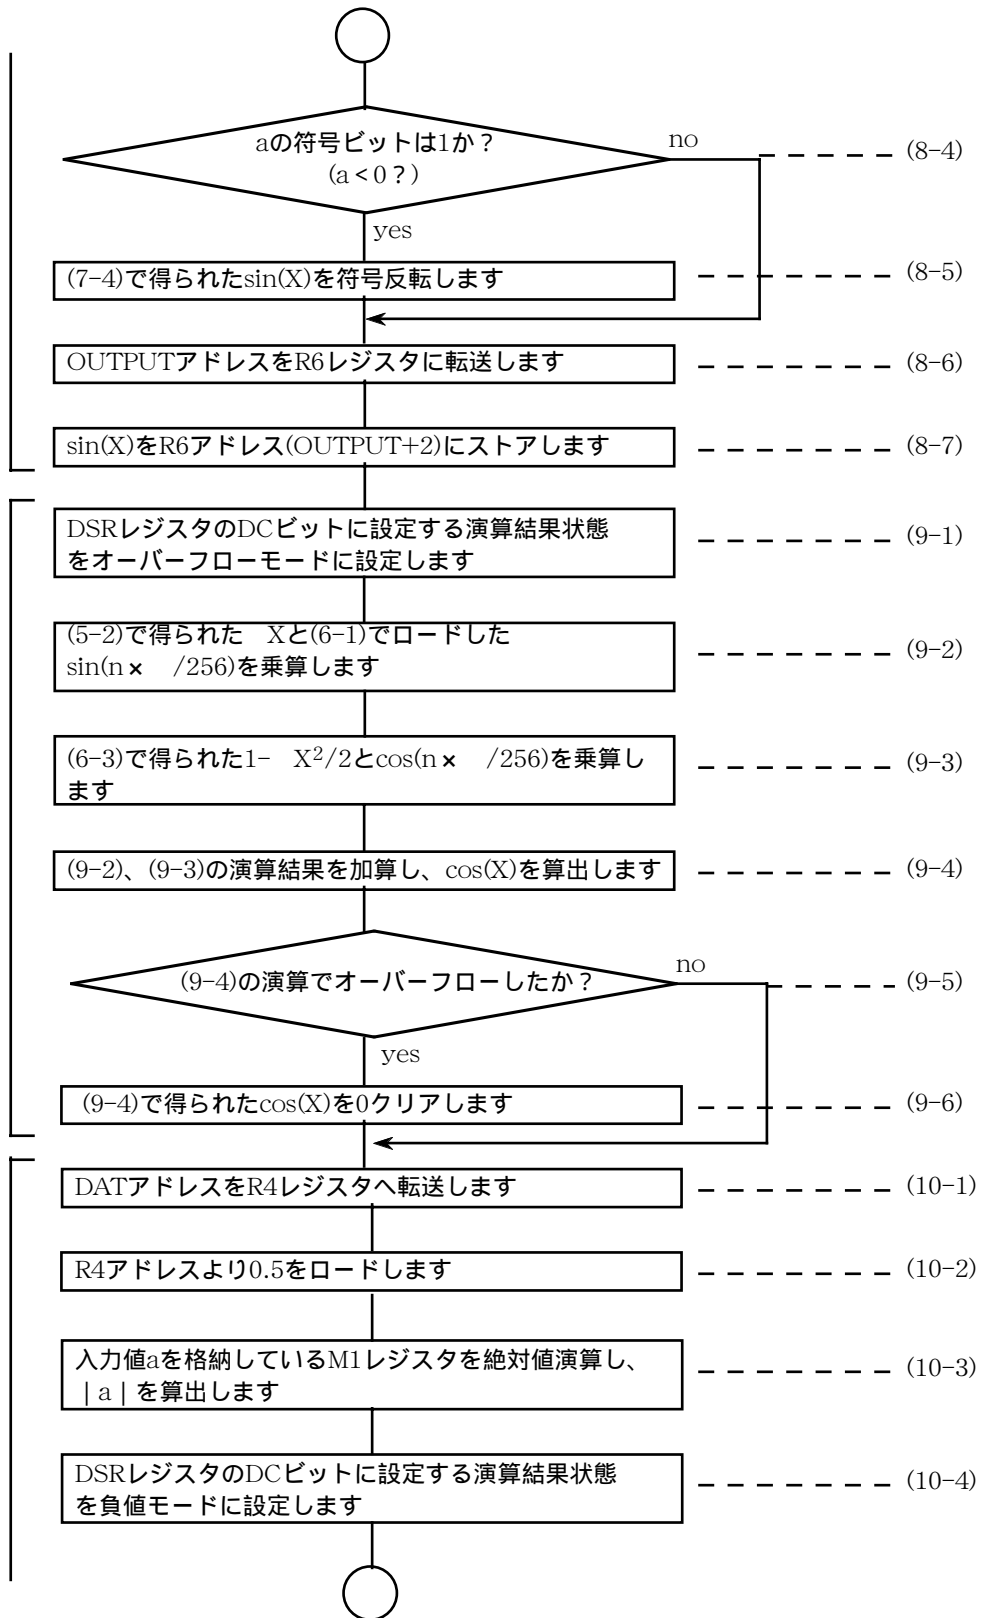 aの符号ビットは1か？
(a＜0？)
no
(8-4)
yes
(7-4)で得られたsin(X)を符号反転します
(8-5)
OUTPUTアドレスをR6レジスタに転送します
(8-6)
sin(X)をR6アドレス(OUTPUT+2)にストアします
(8-7)
DSRレジスタのDCビットに設定する演算結果状態
をオーバーフローモードに設定します
(9-1)
(5-2)で得られた　Xと(6-1)でロードした
sin(n×　/256)を乗算します
(9-2)
(6-3)で得られた1-　X²/2とcos(n×　/256)を乗算し
ます
(9-3)
(9-2)、(9-3)の演算結果を加算し、cos(X)を算出します
(9-4)
(9-4)の演算でオーバーフローしたか？
no
(9-5)
yes
(9-4)で得られたcos(X)を0クリアします
(9-6)
DATアドレスをR4レジスタへ転送します
(10-1)
R4アドレスより0.5をロードします
(10-2)
入力値aを格納しているM1レジスタを絶対値演算し、
｜a｜を算出します
(10-3)
DSRレジスタのDCビットに設定する演算結果状態
を負値モードに設定します
(10-4)